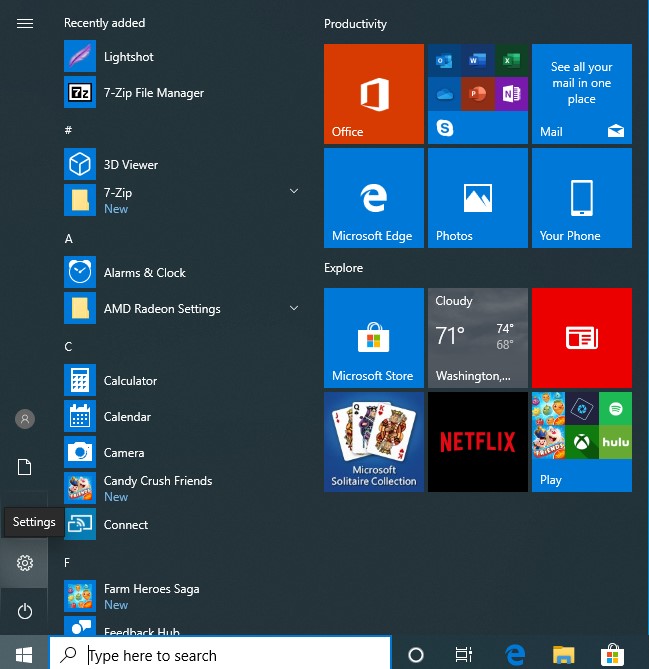 Recently added
Lightshot
7z
7-Zip File Manager
#
3D Viewer
7-Zip
New
A
Alarms & Clock
AMD Radeon Settings
C
Calculator
Calendar
Camera
Candy Crush Friends
New
Settings
Connect
F
Farm Heroes Saga
New
Feedback Hub
Type here to search
Productivity
Office
See all your
mail in one
place
Mail
Microsoft Edge
Photos
Your Phone
Explore
Microsoft Store
Cloudy
71°
74°
68°
Washington,...
Microsoft
Solitaire Collection
NETFLIX
FRIENDS
hulu
Play